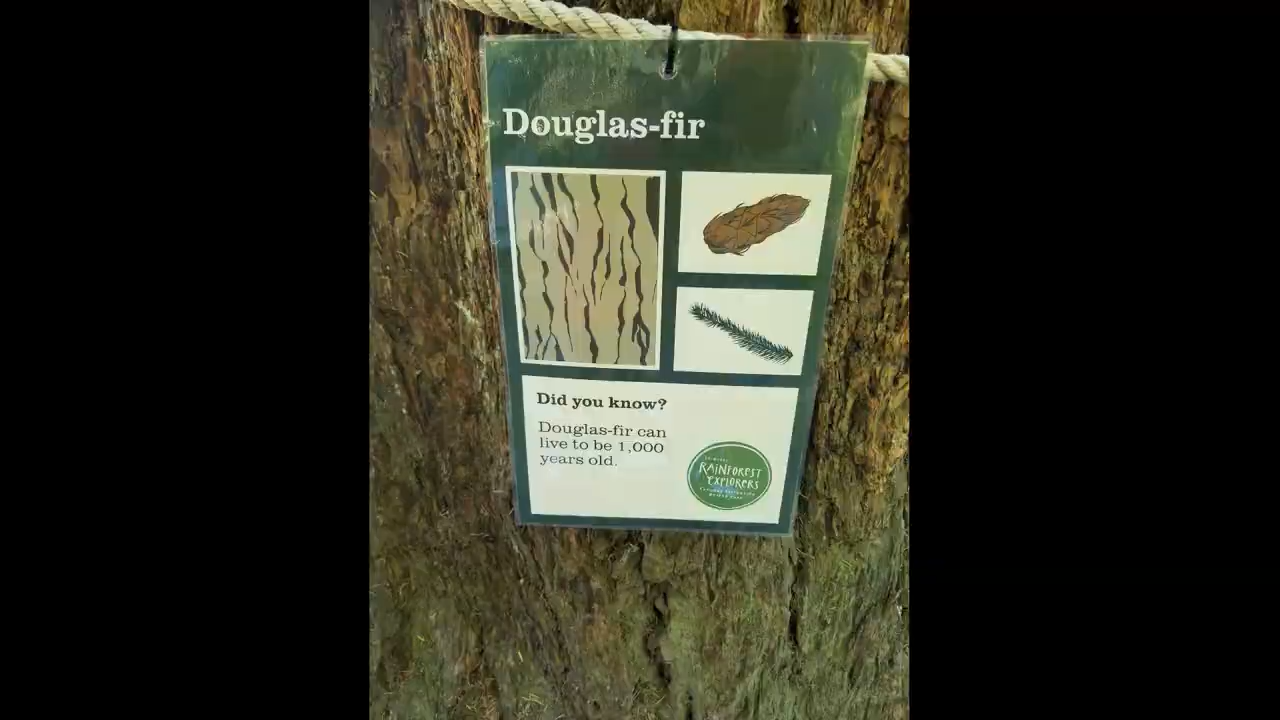 Douglas-fir
Did you know?
Douglas-fir can
live to be 1,000
years old.
RAINFOREST
EXPLORERS